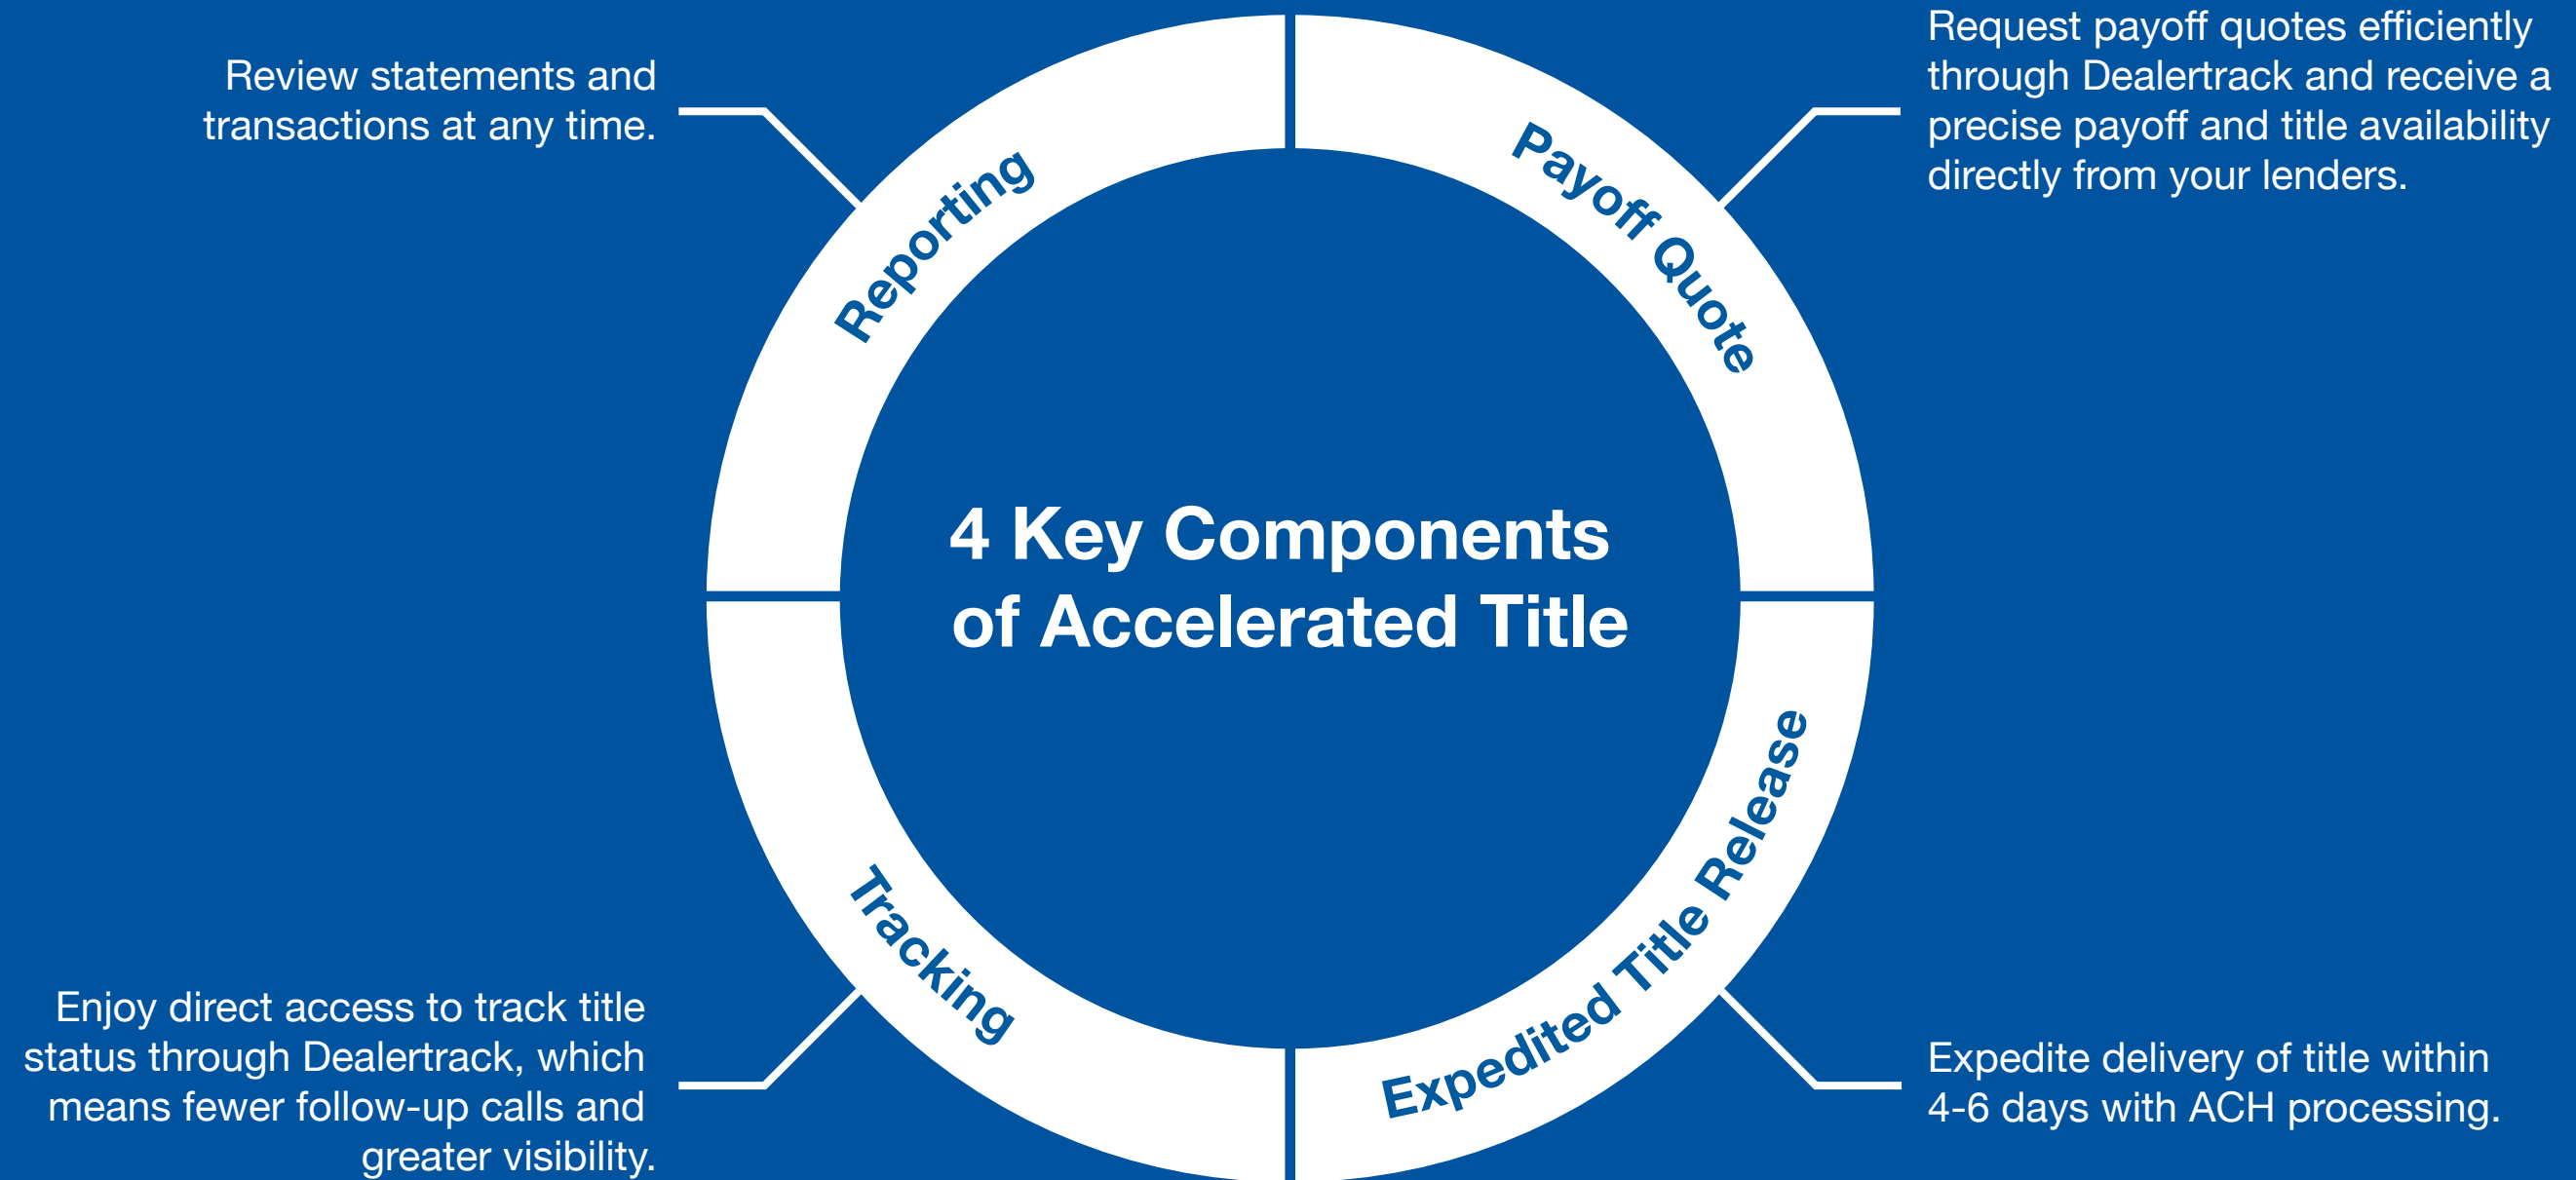 4 Key Components
of Accelerated Title
Payoff Quote
Request payoff quotes efficiently
through Dealertrack and receive a
precise payoff and title availability
directly from your lenders.
Expedited Title Release
Expedite delivery of title within
4-6 days with ACH processing.
Tracking
Enjoy direct access to track title
status through Dealertrack, which
means fewer follow-up calls and
greater visibility.
Reporting
Review statements and
transactions at any time.